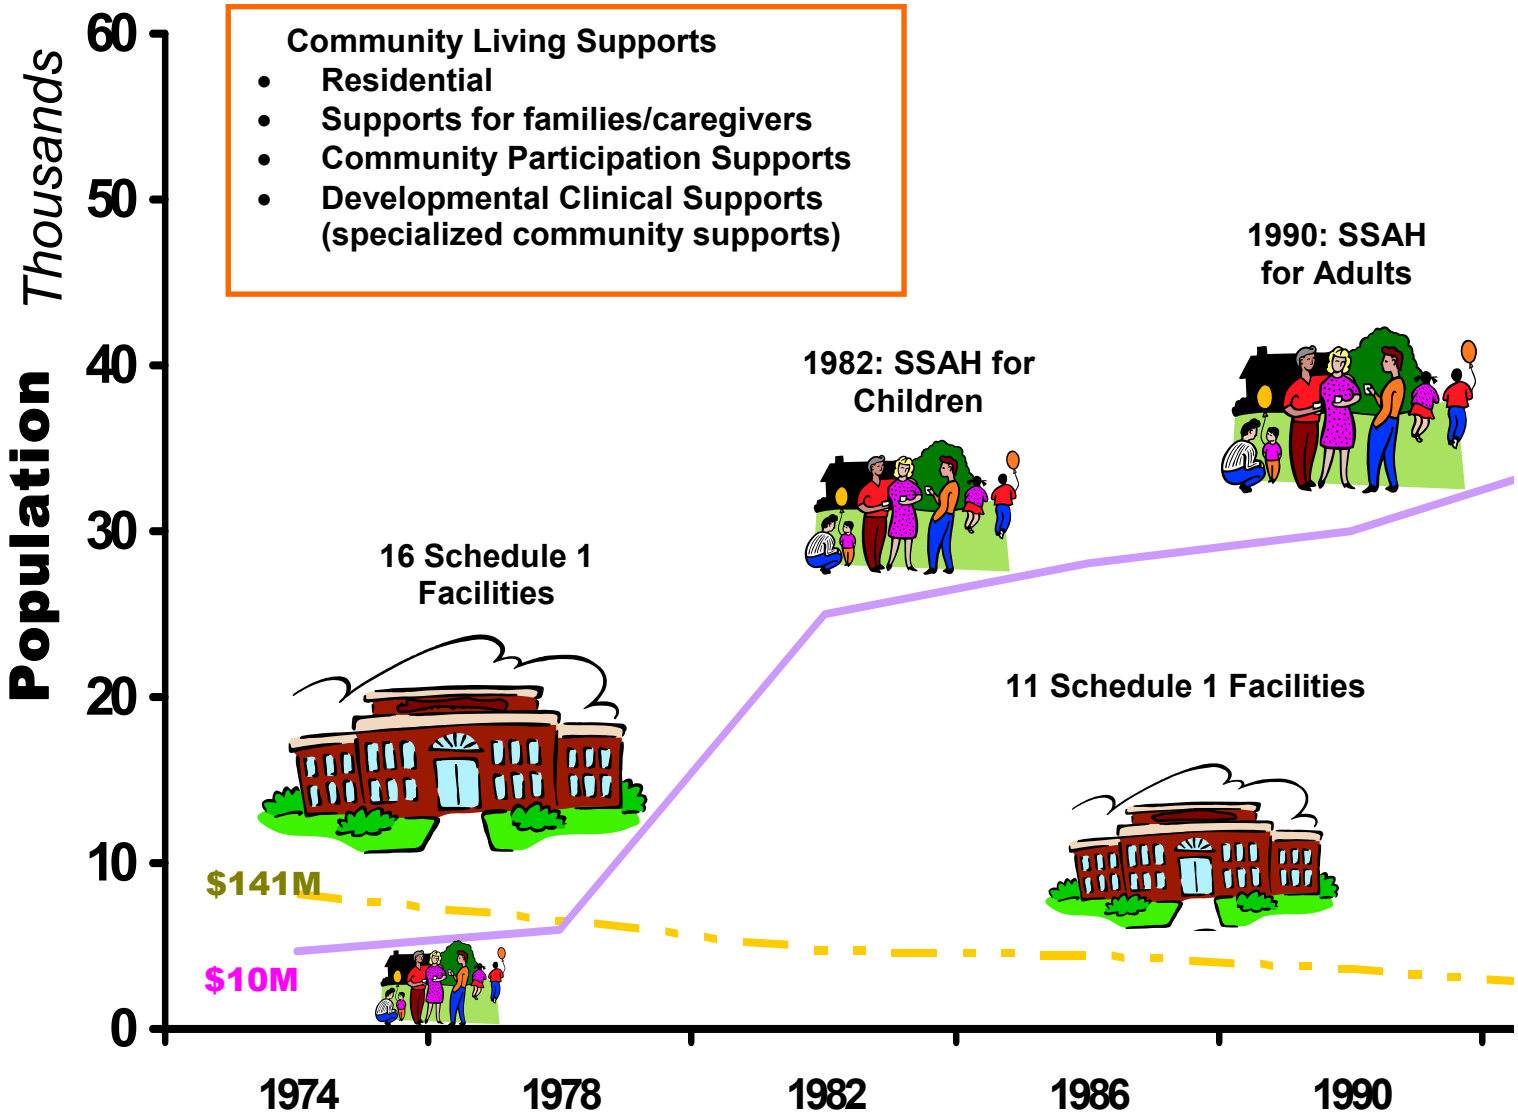 Community Living Supports
• Residential
• Supports for families/caregivers
• Community Participation Supports
• Developmental Clinical Supports
(specialized community supports)
60
50
40
30
20
10
0
Population Thousands
1990: SSAH
for Adults
1982: SSAH for
Children
16 Schedule 1
Facilities
11 Schedule 1 Facilities
$141M
$10M
1974
1978
1982
1986
1990